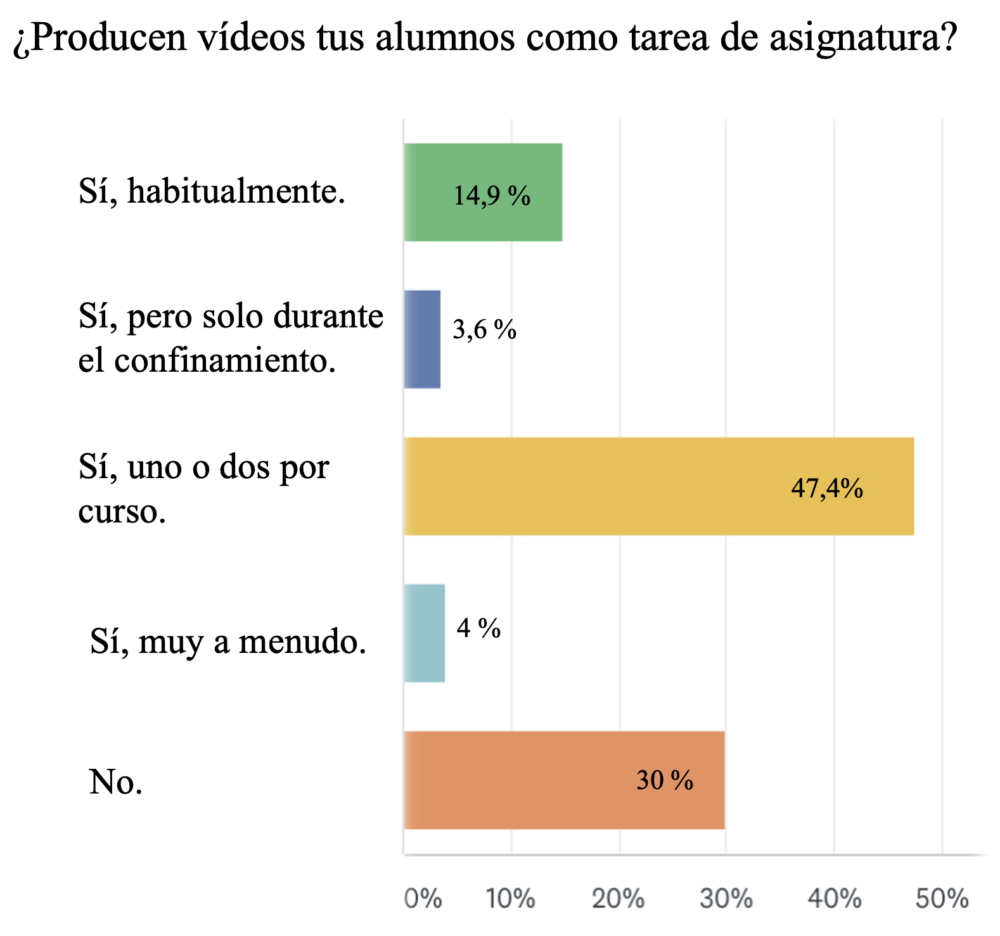 ¿Producen vídeos tus alumnos como tarea de asignatura?
Sí, habitualmente.
14,9 %
Sí, pero solo durante
el confinamiento.
3,6 %
Sí, uno o dos por
curso.
47,4%
Sí, muy a menudo.
4 %
No.
30 %
0% 10% 20% 30% 40% 50%